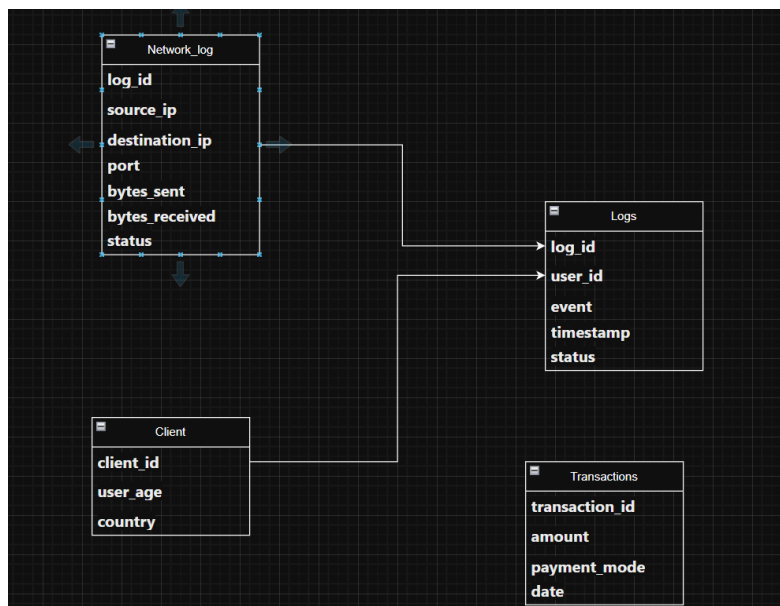 Network_log
log_id
source_ip
destination_ip
port
bytes_sent
bytes_received
status
Logs
log_id
user_id
event
timestamp
status
Client
client_id
user_age
country
Transactions
transaction_id
amount
payment_mode
date